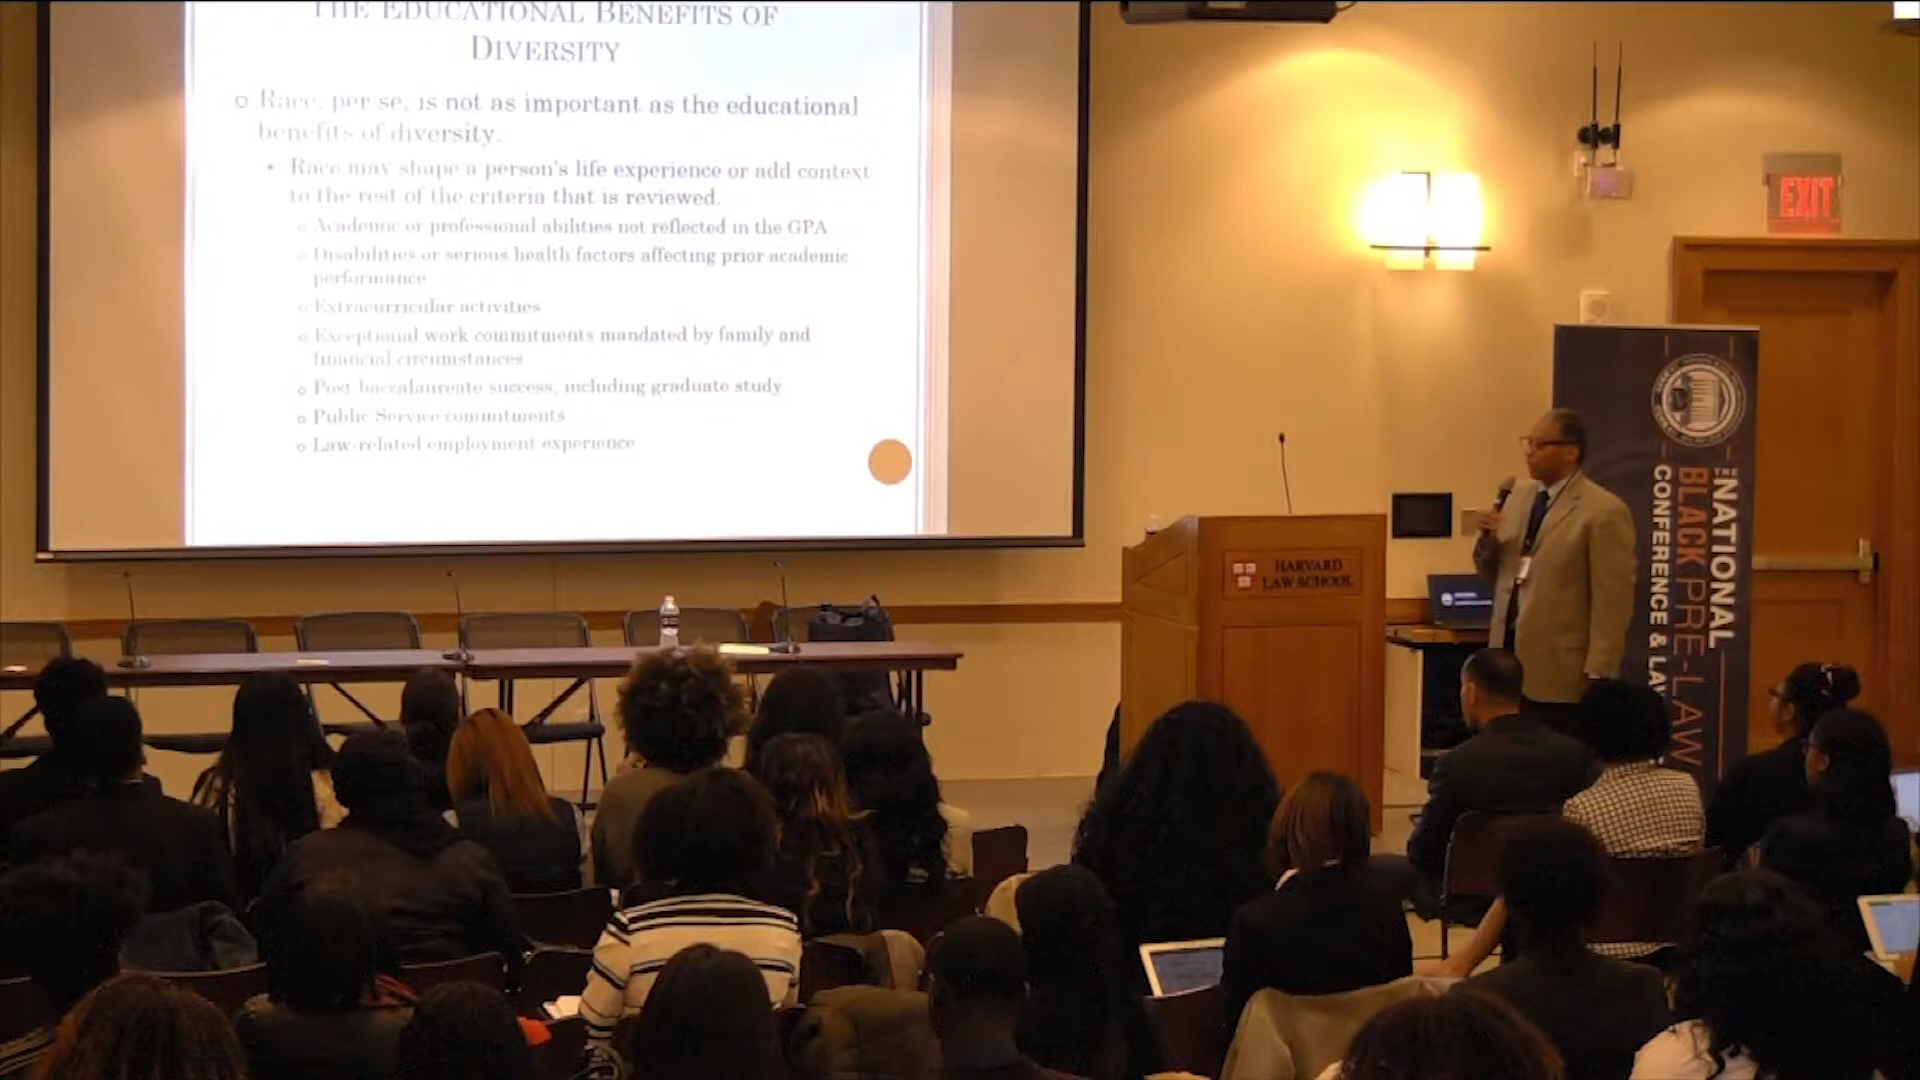 THE EDUCATIONAL BENEFITS OF
DIVERSITY
Race, per se, is not as important as the educational
benefits of diversity.
Race may shape a person's life experience or add context
to the rest of the criteria that is reviewed.
Academic or professional abilities not reflected in the GPA
Disabilities or serious health factors affecting prior academic
performance
Extracurricular activities
Exceptional work commitments mandated by family and
financial circumstances
Post-baccalaureate success, including graduate study
Public Service commitments
Law-related employment experience
EXIT
HARVARD
LAW SCHOOL
THE NATIONAL
BLACK PRE-LAW
CONFERENCE & LA